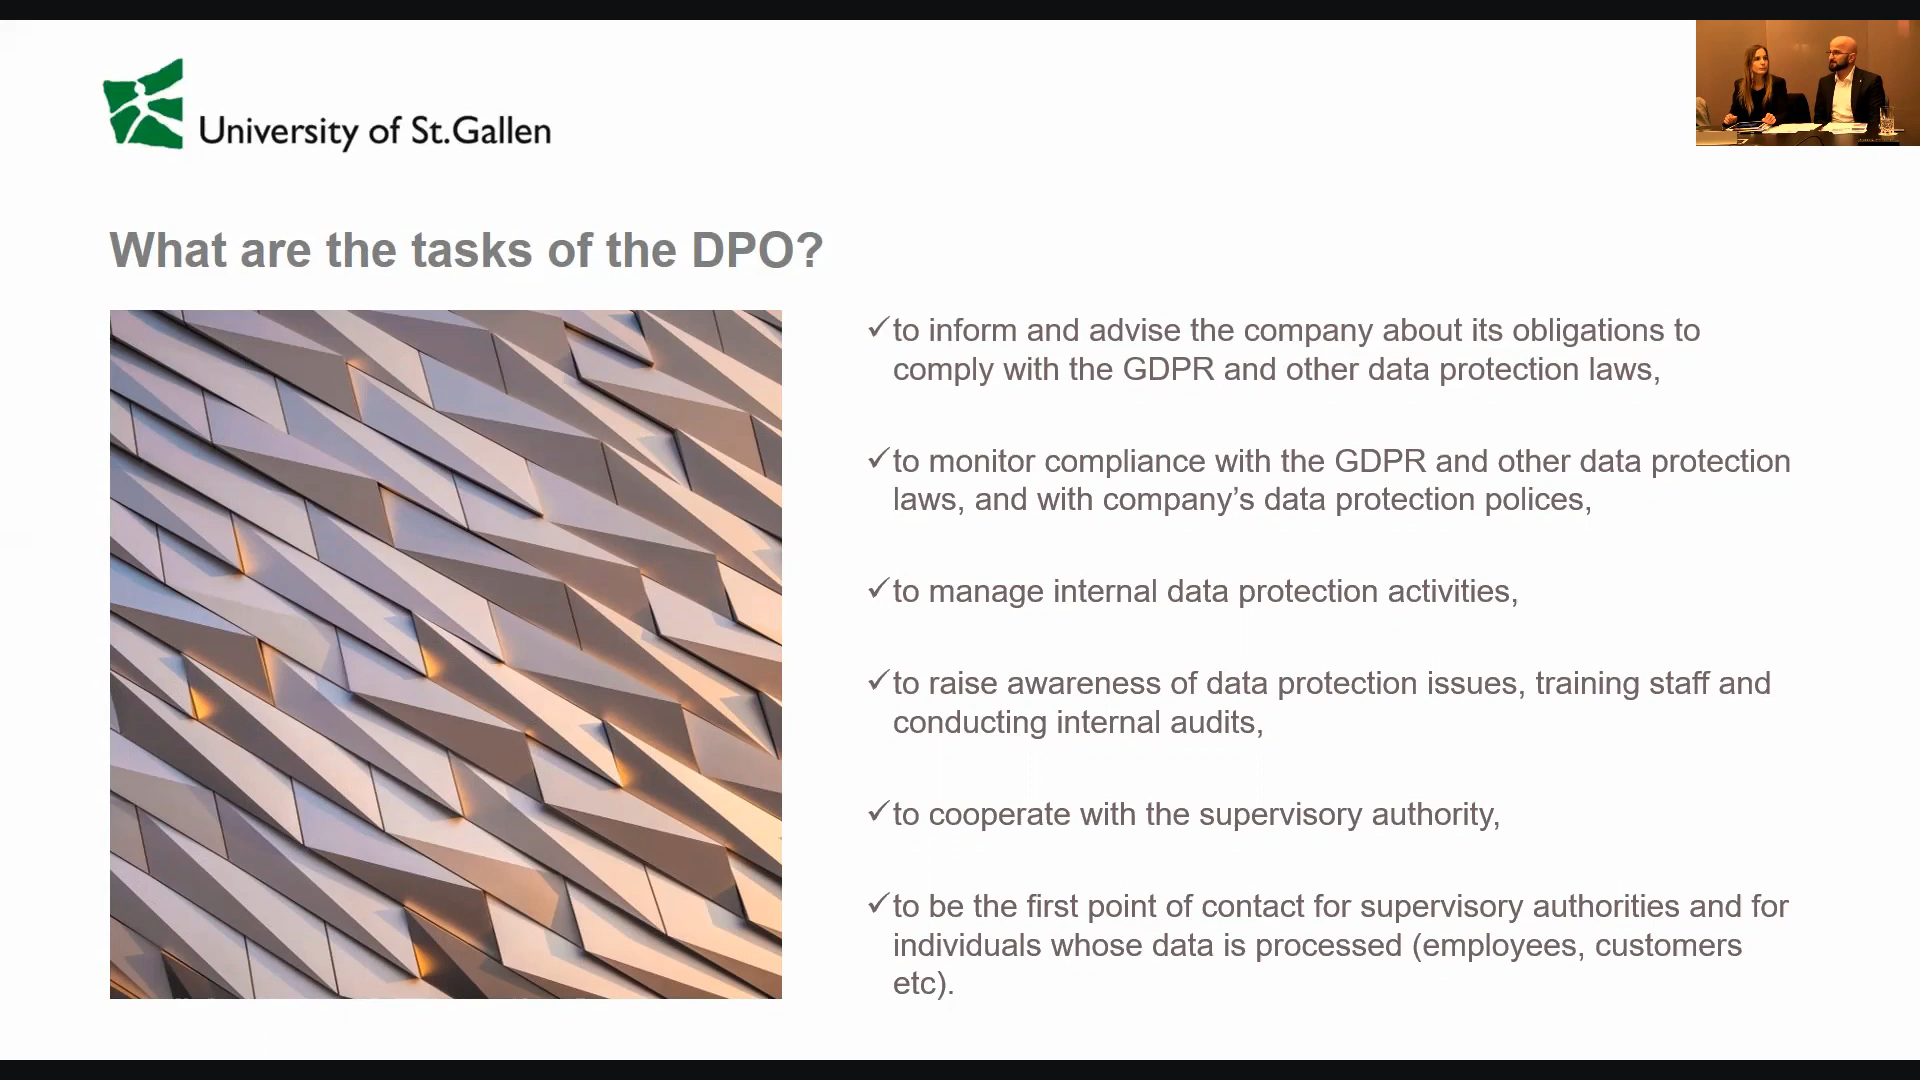 University of St.Gallen
What are the tasks of the DPO?
✓to inform and advise the company about its obligations to
comply with the GDPR and other data protection laws,
✓to monitor compliance with the GDPR and other data protection
laws, and with company’s data protection polices,
✓to manage internal data protection activities,
✓to raise awareness of data protection issues, training staff and
conducting internal audits,
✓to cooperate with the supervisory authority,
✓to be the first point of contact for supervisory authorities and for
individuals whose data is processed (employees, customers
etc).